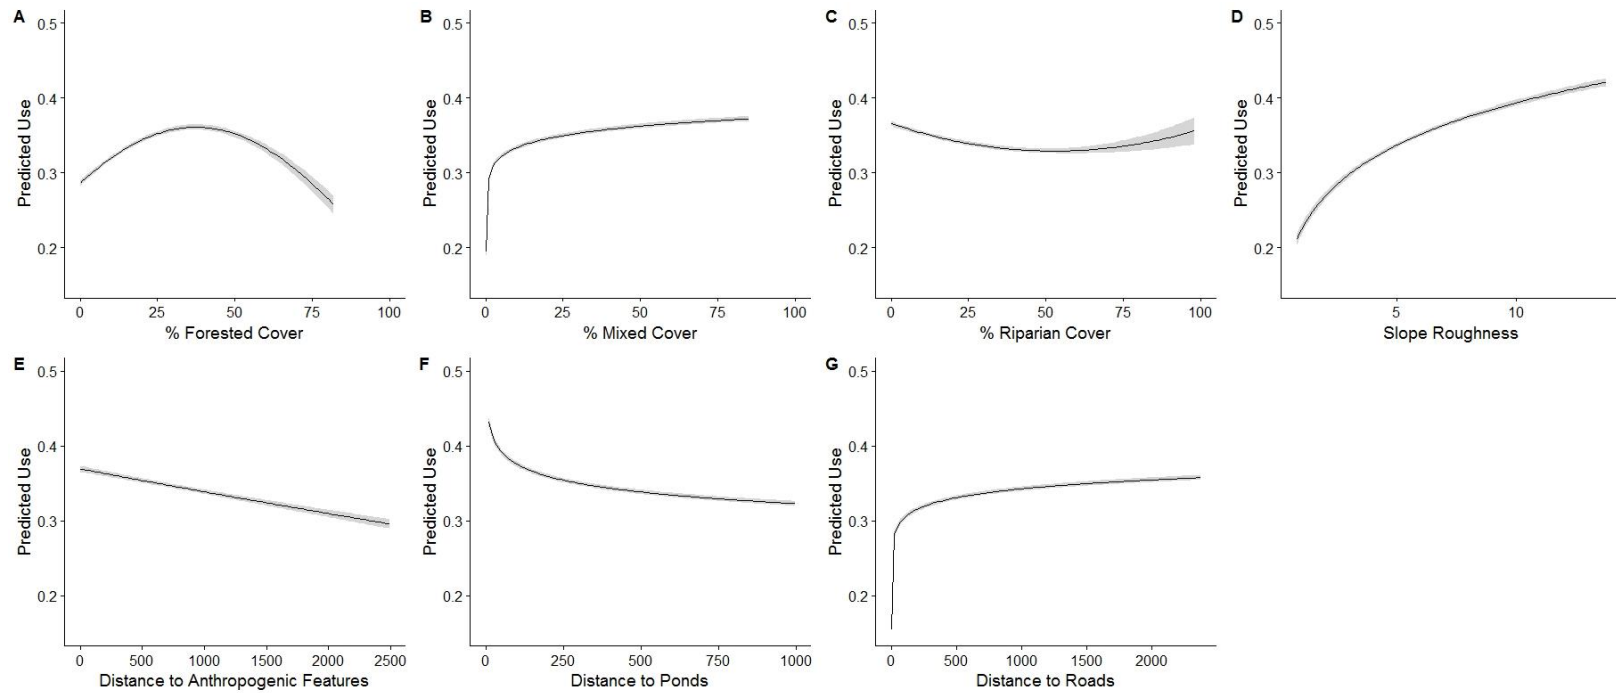 A
0.5
0.4
0.3
0.2
Predicted Use
0 25 50 75 100
% Forested Cover
B
0.5
0.4
0.3
0.2
Predicted Use
0 25 50 75 100
% Mixed Cover
C
0.5
0.4
0.3
0.2
Predicted Use
0 25 50 75 100
% Riparian Cover
D
0.5
0.4
0.3
0.2
Predicted Use
5 10
Slope Roughness
E
0.5
0.4
0.3
0.2
Predicted Use
0 500 1000 1500 2000 2500
Distance to Anthropogenic Features
F
0.5
0.4
0.3
0.2
Predicted Use
0 250 500 750 1000
Distance to Ponds
G
0.5
0.4
0.3
0.2
Predicted Use
0 500 1000 1500 2000
Distance to Roads